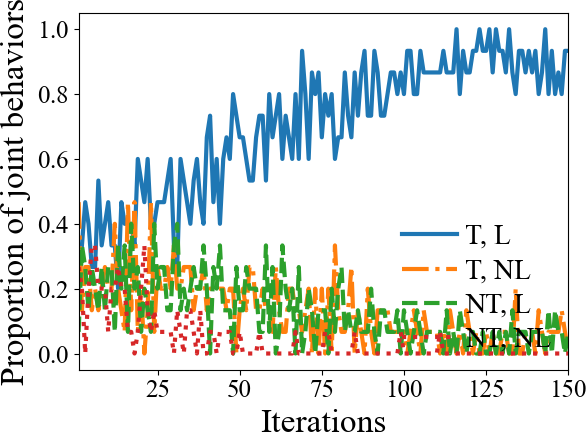 Proportion of joint behaviors
1.0
0.8
0.6
0.4
0.2
0.0
T, L
T, NL
NT, L
NT, NL
25
50
75
100
125
150
Iterations